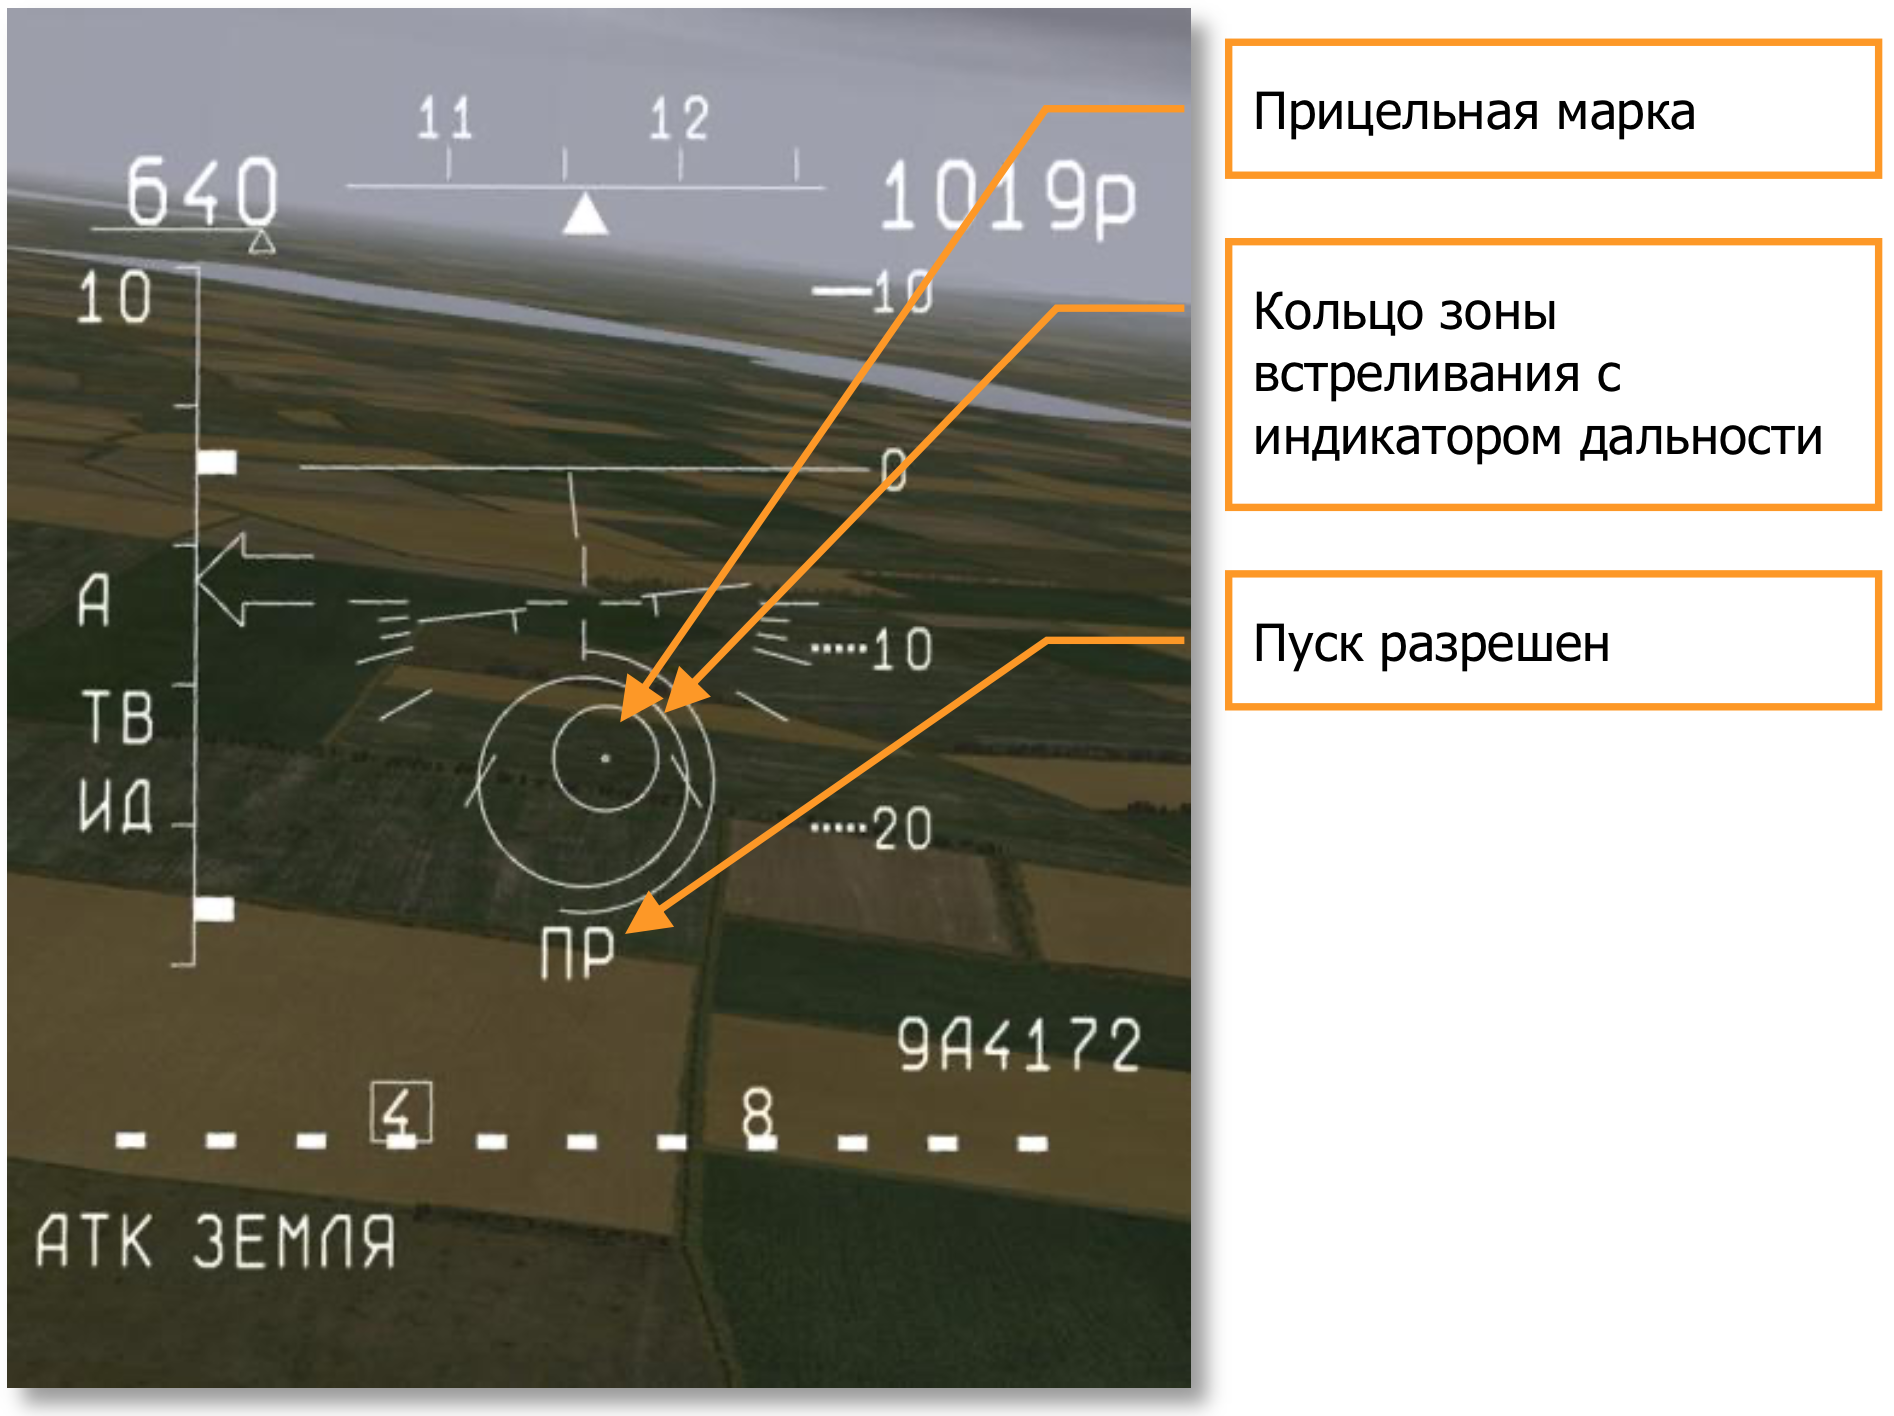 11 12
640 1019р
10 10
0
А 10
ТВ
ИД 20
ПР
9А4172
4 8
АТК ЗЕМЛЯ
Прицельная марка
Кольцо зоны
встреливания с
индикатором дальности
Пуск разрешен